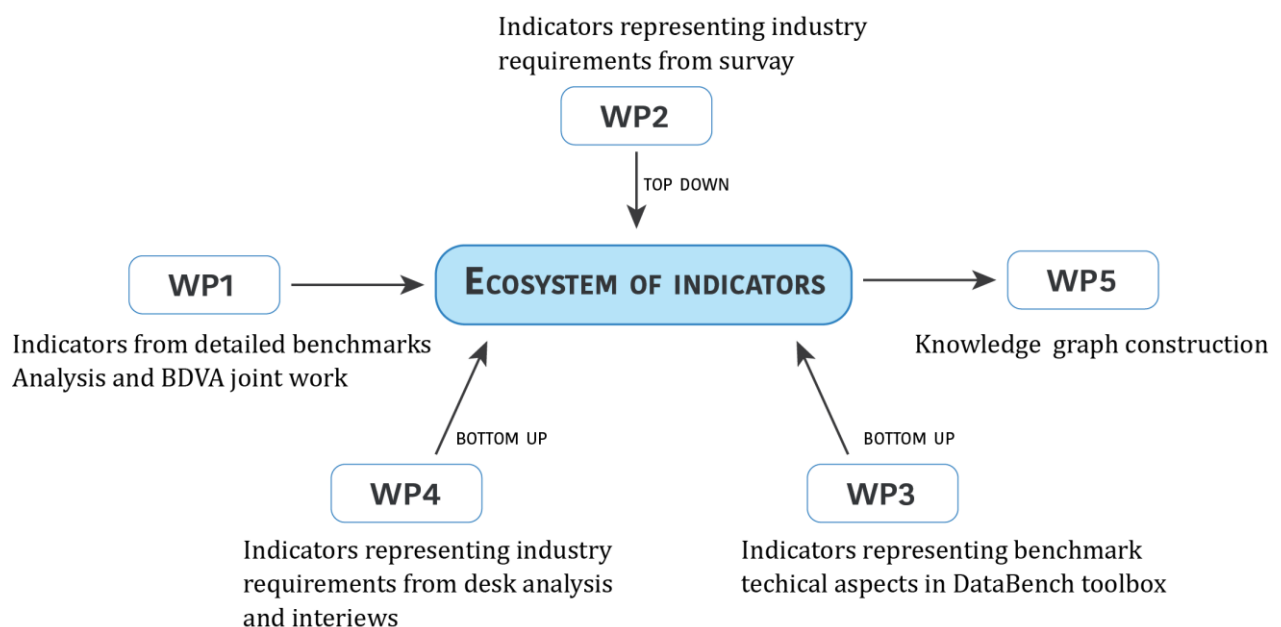 Indicators representing industry
requirements from survay
WP2
TOP DOWN
WP1
ECOSYSTEM OF INDICATORS
WP5
Indicators from detailed benchmarks
Analysis and BDVA joint work
Knowledge graph construction
BOTTOM UP
BOTTOM UP
WP4
WP3
Indicators representing industry
requirements from desk analysis
and interiews
Indicators representing benchmark
techical aspects in DataBench toolbox